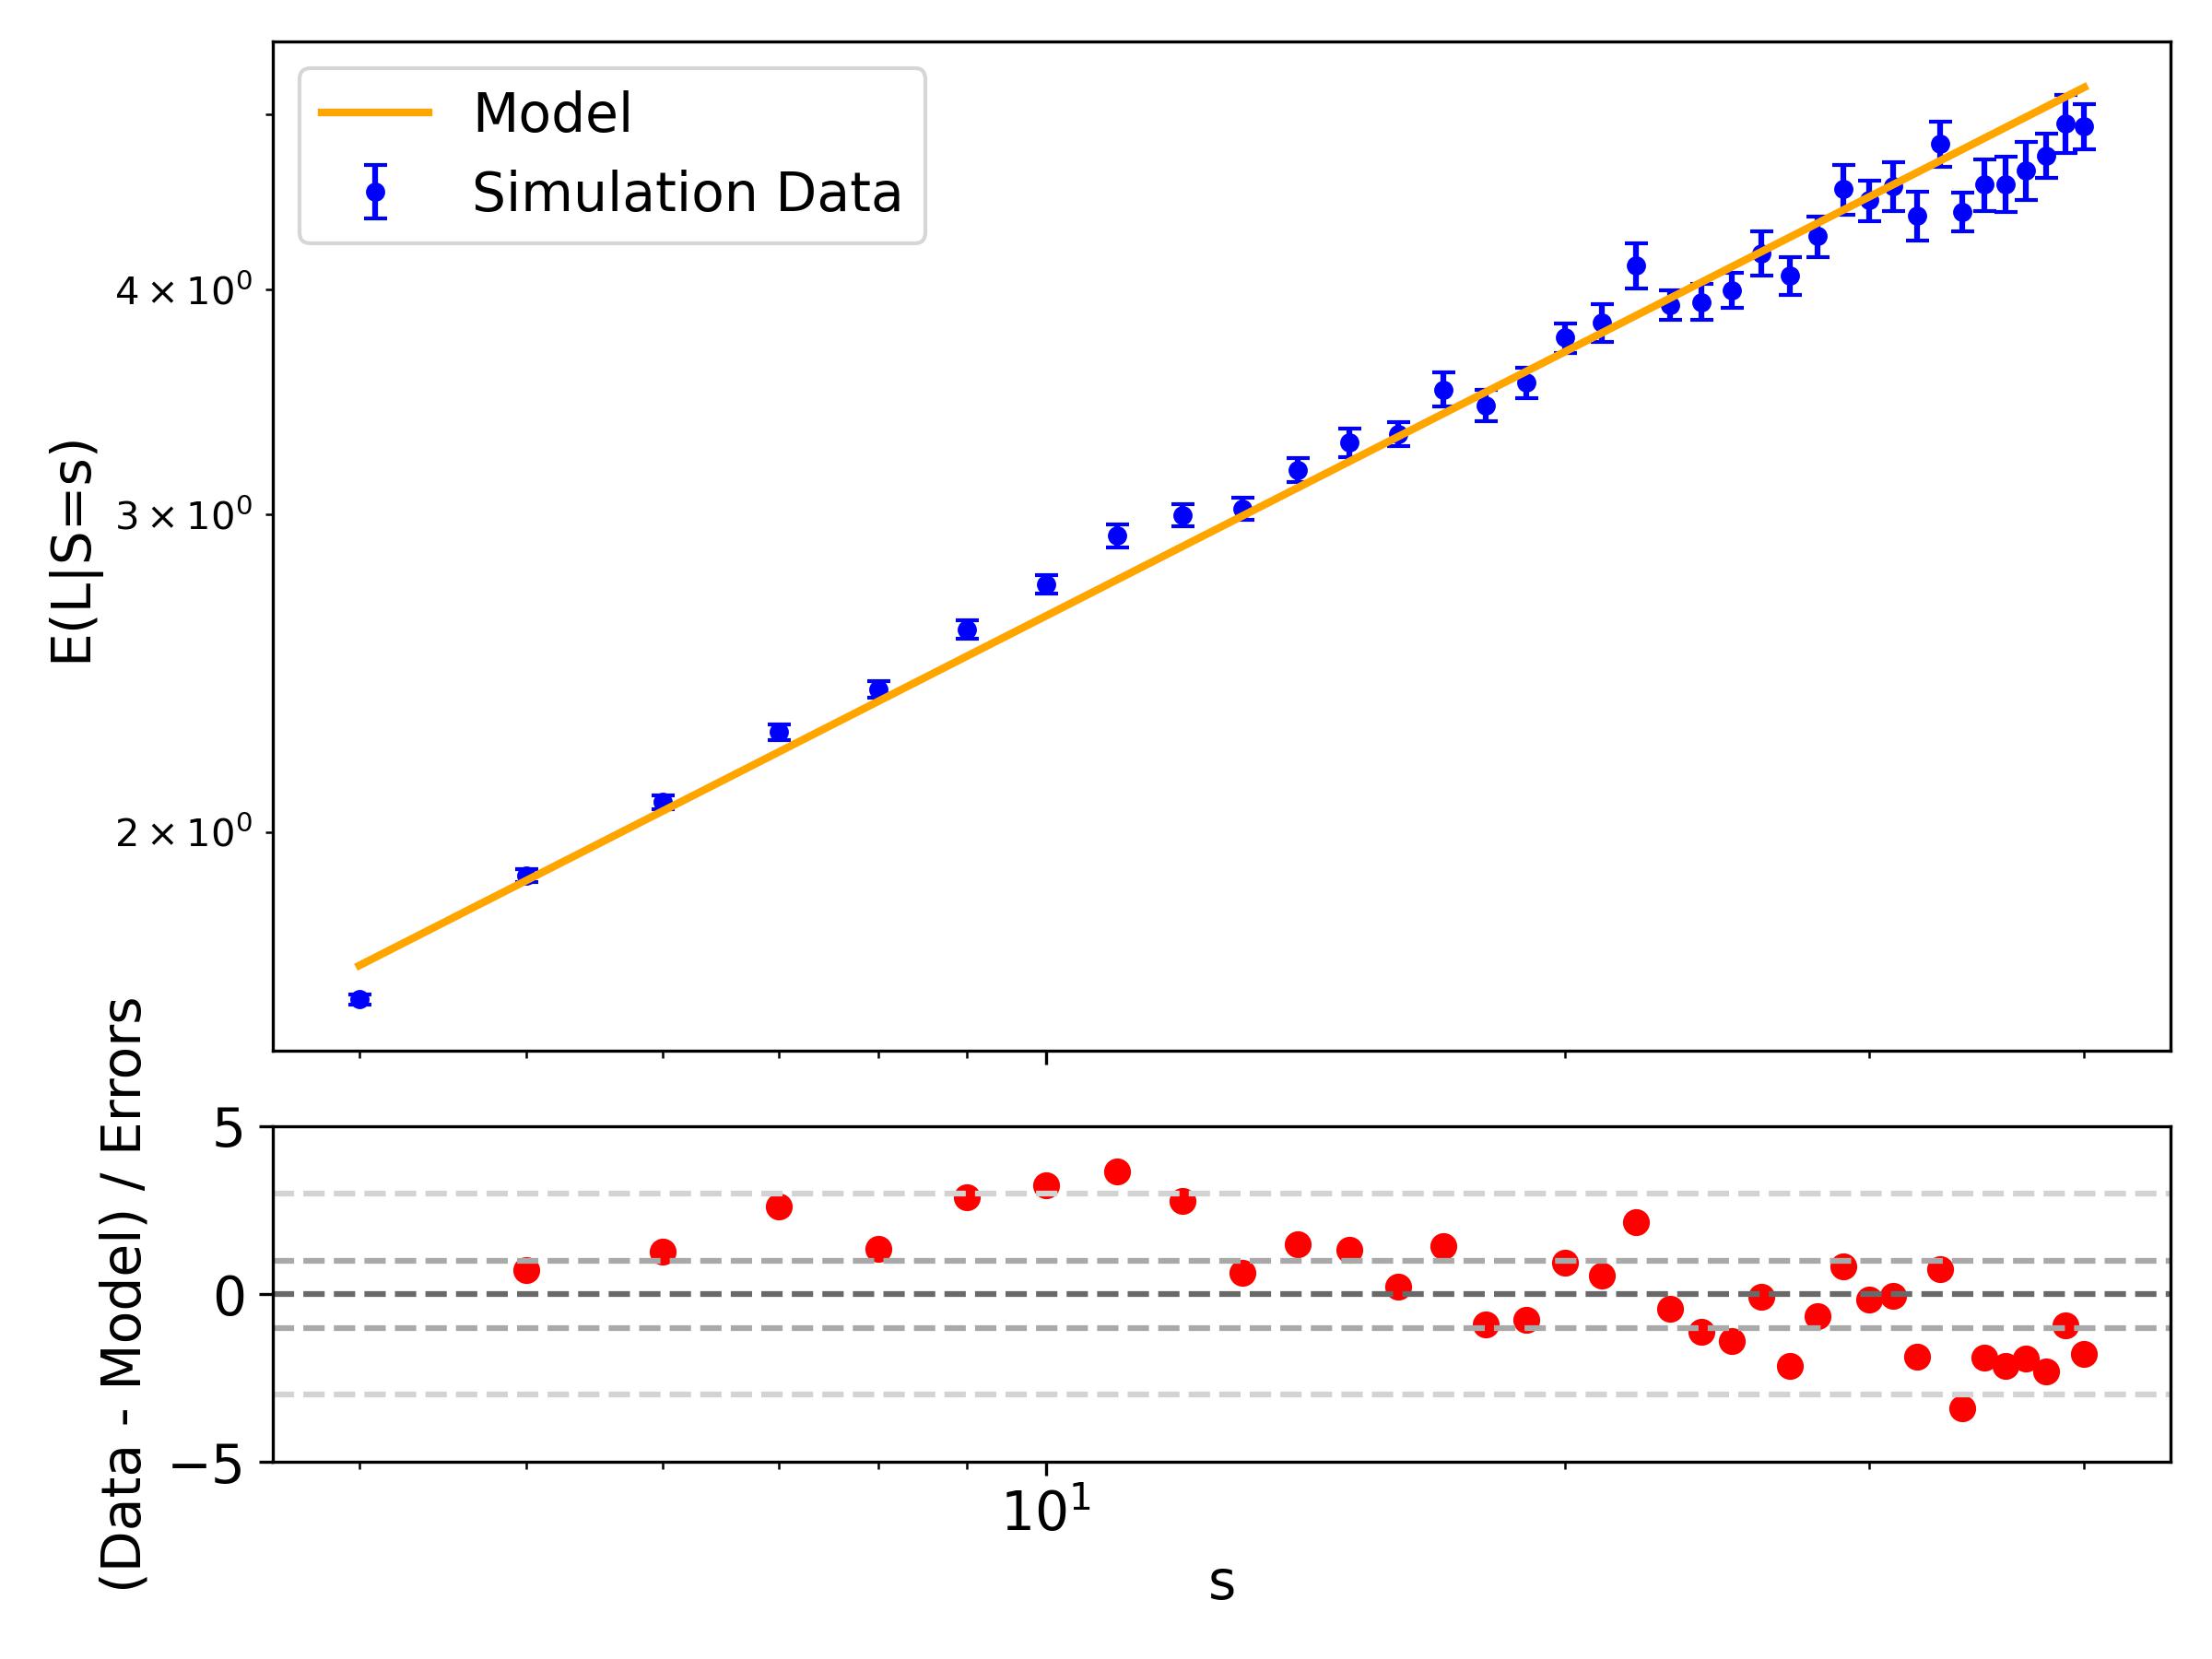 Model
Simulation Data
E(L|S=s)
4 × 10⁰
3 × 10⁰
2 × 10⁰
(Data - Model) / Errors
5
0
−5
10¹
s